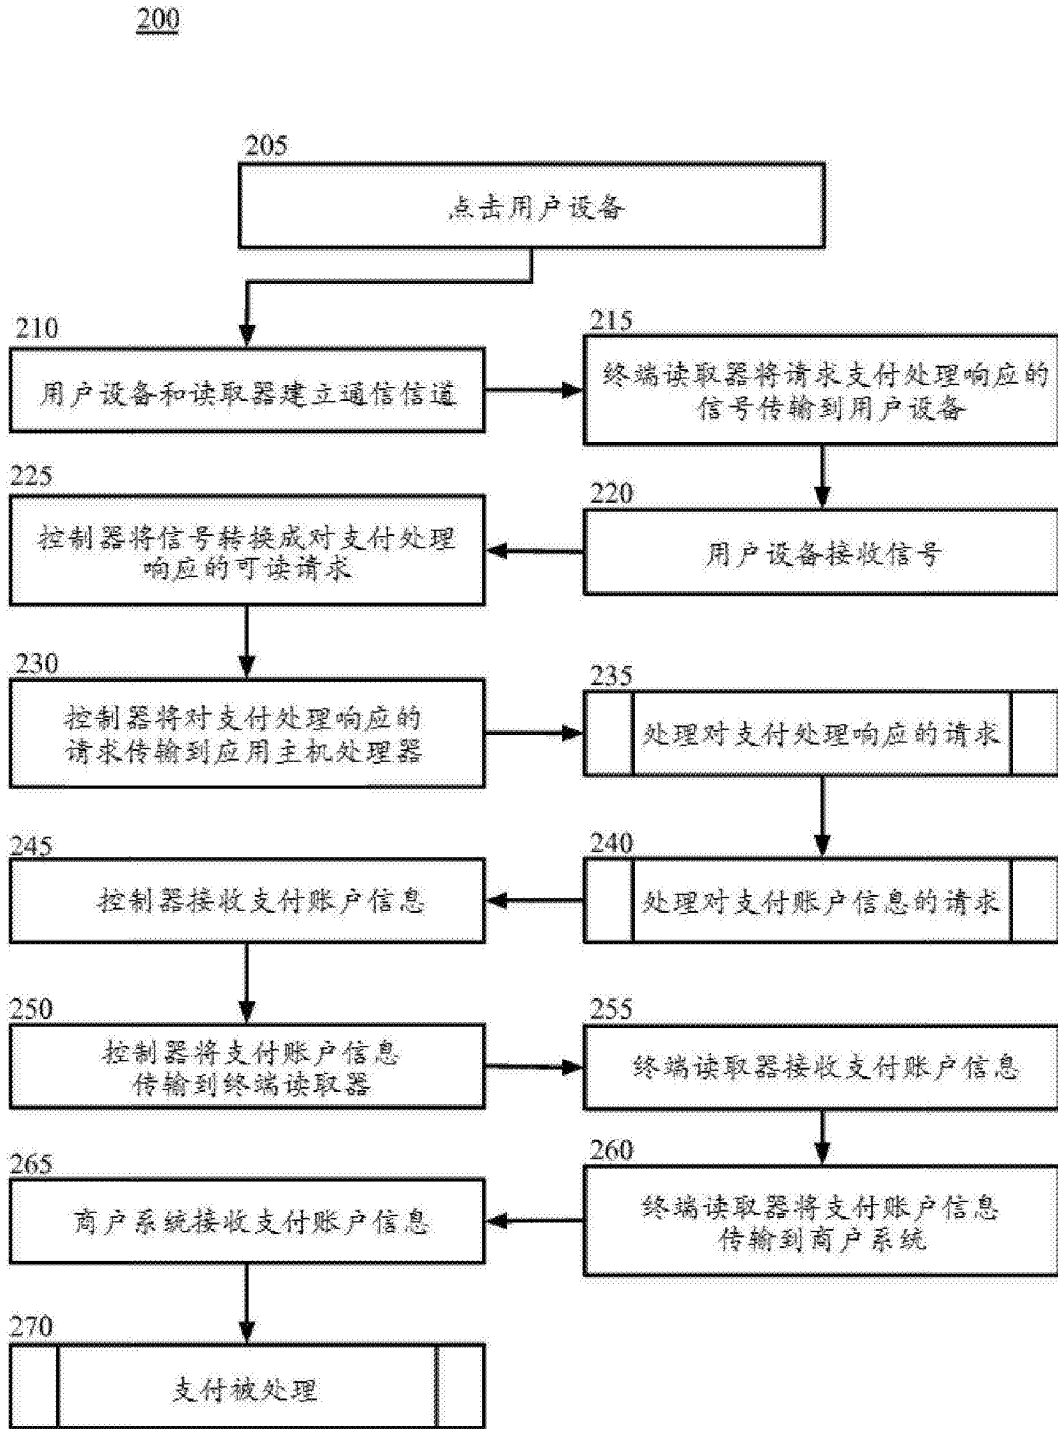 200
205
点击用户设备
210
用户设备和读取器建立通信信道
215
终端读取器将请求支付处理响应的
信号传输到用户设备
220
用户设备接收信号
225
控制器将信号转换成对支付处理
响应的可读请求
230
控制器将对支付处理响应的
请求传输到应用主机处理器
235
处理对支付处理响应的请求
240
处理对支付账户信息的请求
245
控制器接收支付账户信息
250
控制器将支付账户信息
传输到终端读取器
255
终端读取器接收支付账户信息
260
终端读取器将支付账户信息
传输到商户系统
265
商户系统接收支付账户信息
270
支付被处理